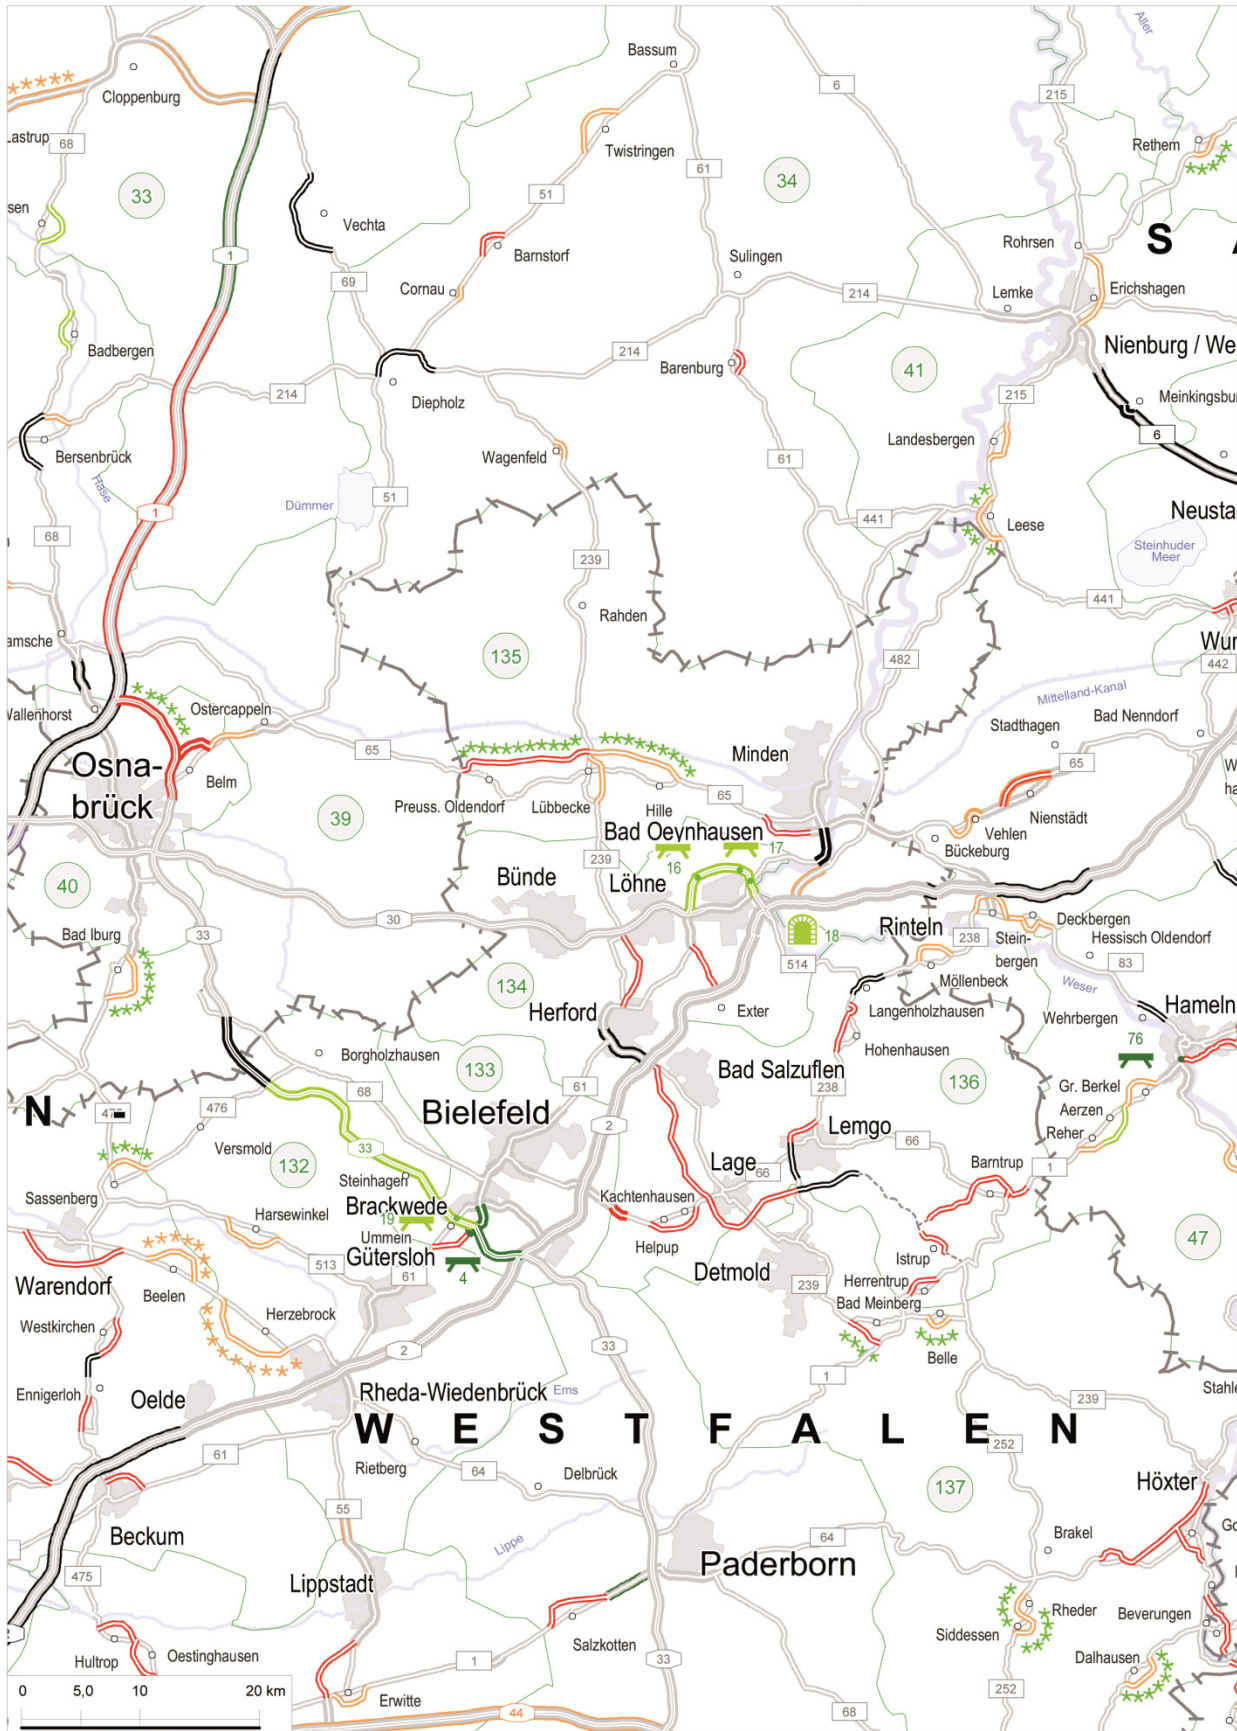 Bassum
Aller
Cloppenburg
6
215
Lastrup
68
Twistringen
Rethem
61
33
34
sen
51
Vechta
S
Barnstorf
Rohrsen
1
Sulingen
69
Cornau
Erichshagen
214
Lemke
Badbergen
Nienburg / We
214
Barenburg
41
214
Diepholz
215
Meinkingsbur
6
Landesbergen
Bersenbrück
Wagenfeld
61
Hase
51
Dümmer
1
441
Leese
Neusta
68
Steinhuder
Meer
239
441
Rahden
amsche
Wur
135
482
442
Mittelland-Kanal
Wallenhorst
Ostercappeln
Bad Nenndorf
Stadthagen
65
Minden
65
Osna-
brück
Belm
Preuss. Oldendorf
Lübbecke
Hille
65
W
ha
39
Nienstädt
Bad Oeynhausen
Vehlen
17
Bückeburg
239
16
40
Bünde
Löhne
30
Deckbergen
Rinteln
Bad Iburg
33
18
238
Stein-
bergen
Hessisch Oldendorf
514
83
134
Möllenbeck
Weser
Herford
Exter
Langenholzhausen
Wehrbergen
Hameln
Borgholzhausen
Hohenhausen
76
133
Bad Salzuflen
136
61
68
238
Gr. Berkel
N
476
Bielefeld
2
Aerzen
Lemgo
Reher
Versmold
33
66
132
Lage
66
Barntrup
1
Steinhagen
Sassenberg
Kachtenhausen
Harsewinkel
Brackwede
19
Ummeln
Helpup
47
Gütersloh
513
61
4
Istrup
Warendorf
Detmold
Herrentrup
239
Beelen
Bad Meinberg
Herzebrock
Westkirchen
2
33
Belle
1
Ennigerloh
Oelde
Rheda-Wiedenbrück
Ems
Stahle
239
W E S T F A L E N
252
61
Rietberg
64
Delbrück
137
Höxter
55
Beckum
64
Brakel
Lippe
Paderborn
475
Lippstadt
Rheder
Beverungen
Siddessen
Salzkotten
Hultrop
Oestinghausen
1
33
Dalhausen
252
Erwitte
0 5,0 10 20 km
44
68